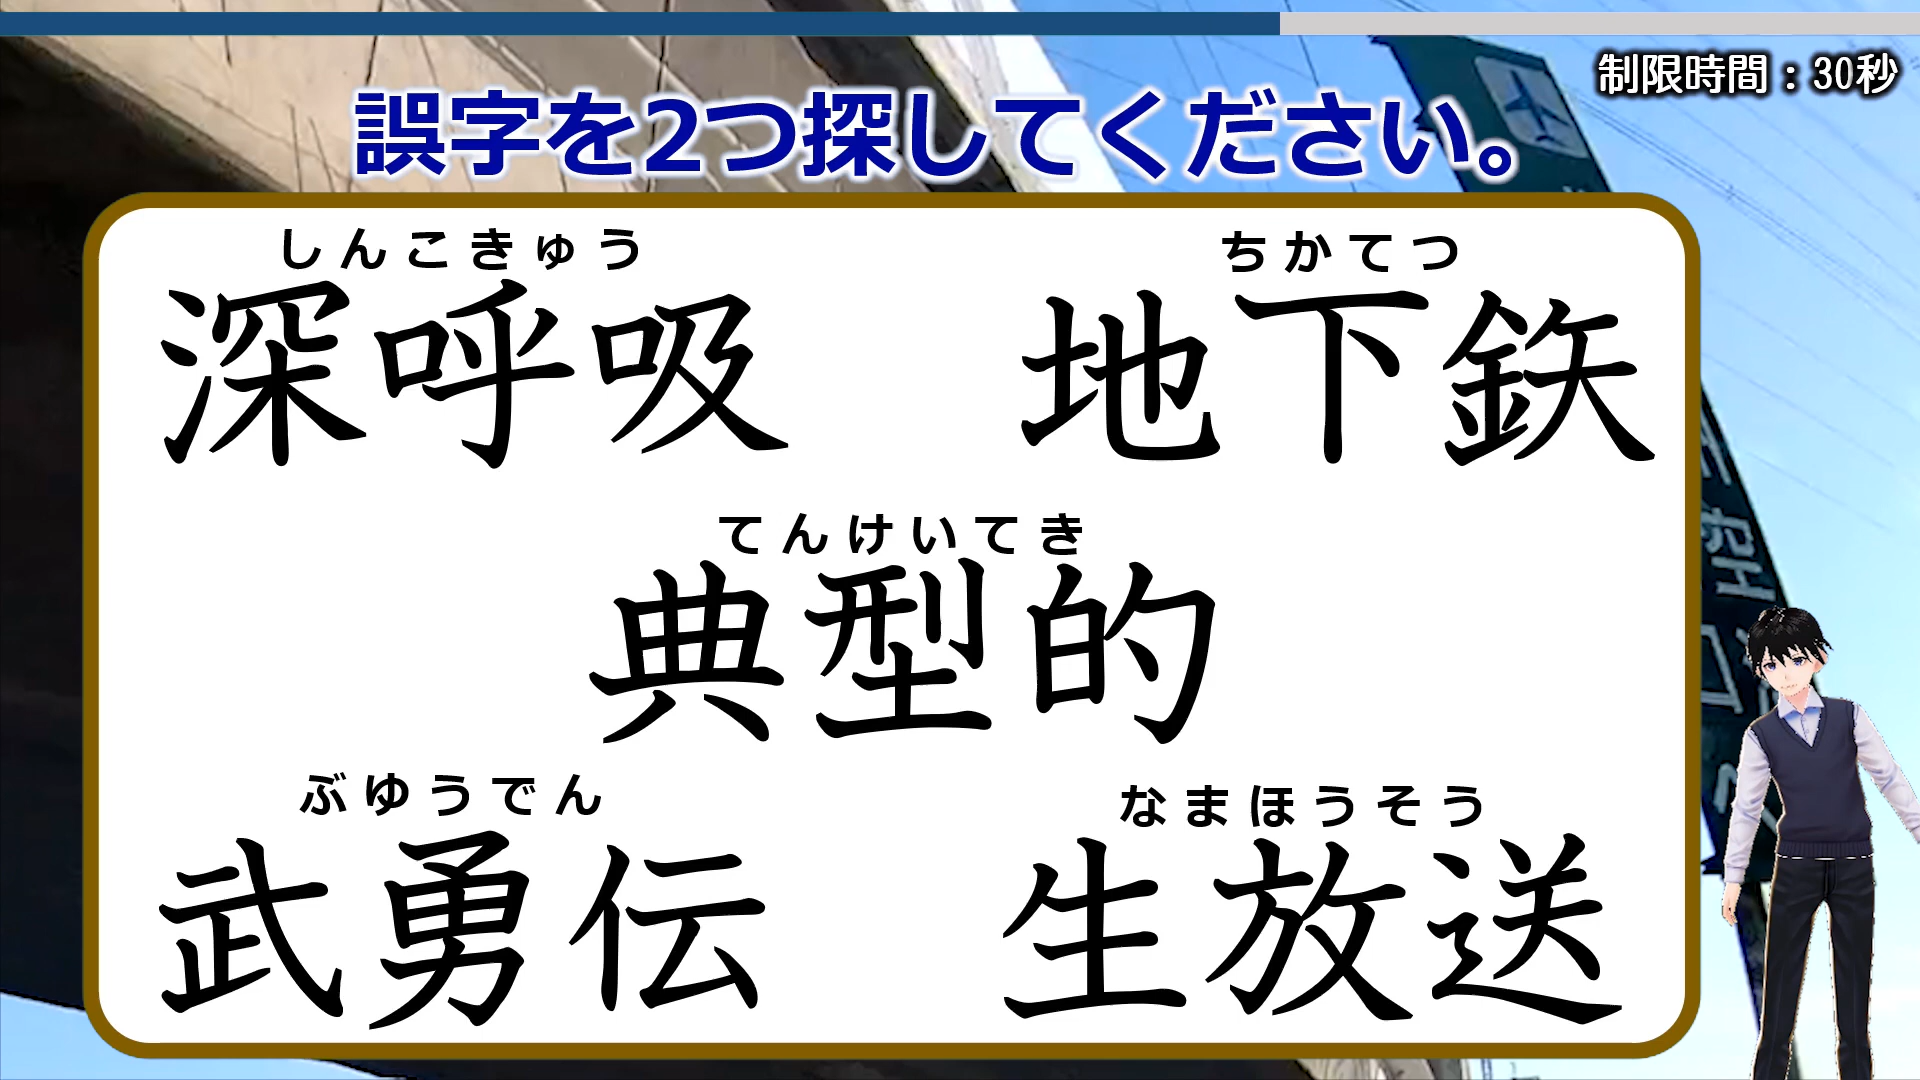 制限時間：30秒
誤字を2つ探してください。
しんこきゅう
深呼吸
ちかてつ
地下鉃
てんけいてき
典型的
ぶゆうでん
武勇伝
なまほうそう
生放送
空